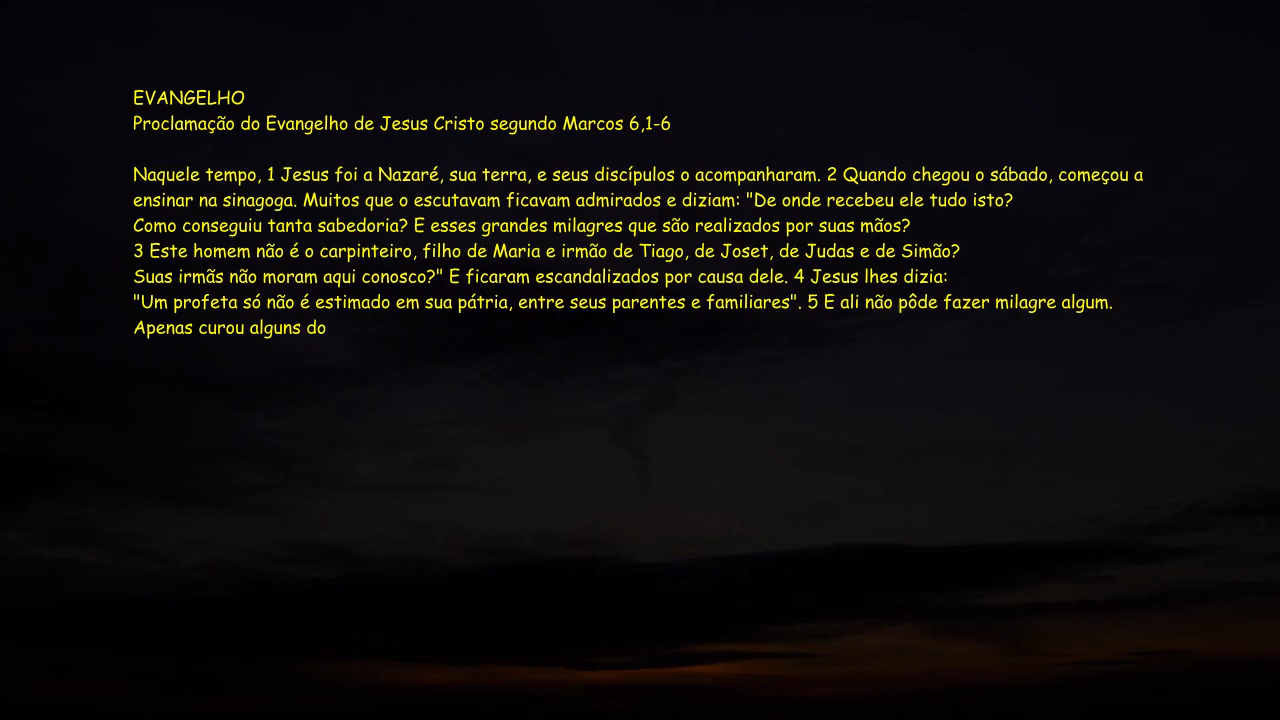 EVANGELHO
Proclamação do Evangelho de Jesus Cristo segundo Marcos 6,1-6
Naquele tempo, 1 Jesus foi a Nazaré, sua terra, e seus discípulos o acompanharam. 2 Quando chegou o sábado, começou a
ensinar na sinagoga. Muitos que o escutavam ficavam admirados e diziam: "De onde recebeu ele tudo isto?
Como conseguiu tanta sabedoria? E esses grandes milagres que são realizados por suas mãos?
3 Este homem não é o carpinteiro, filho de Maria e irmão de Tiago, de Joset, de Judas e de Simão?
Suas irmãs não moram aqui conosco?" E ficaram escandalizados por causa dele. 4 Jesus lhes dizia:
"Um profeta só não é estimado em sua pátria, entre seus parentes e familiares". 5 E ali não pôde fazer milagre algum.
Apenas curou alguns do